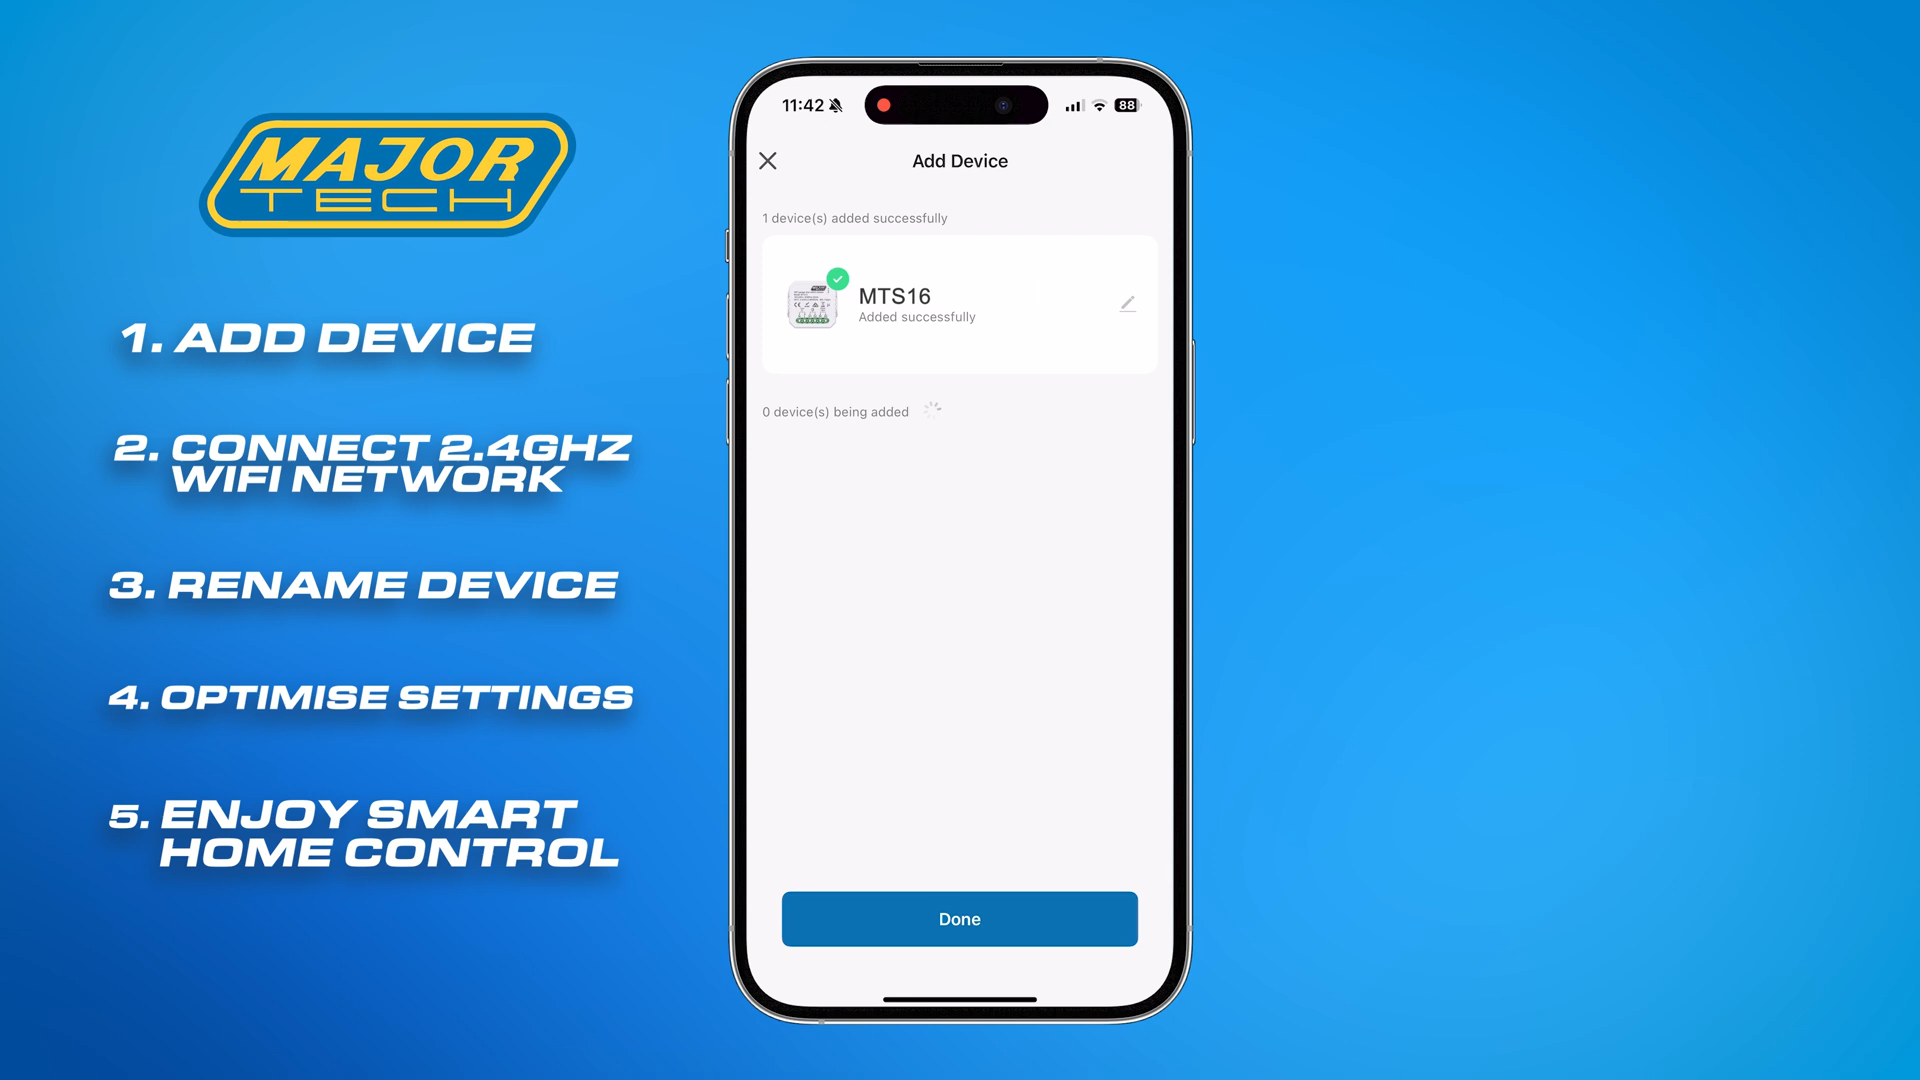 MAJOR
TECH
1. ADD DEVICE
2. CONNECT 2.4GHZ
WIFI NETWORK
3. RENAME DEVICE
4. OPTIMISE SETTINGS
5. ENJOY SMART
HOME CONTROL
11:42
88
Add Device
1 device(s) added successfully
MTS16
Added successfully
0 device(s) being added
Done